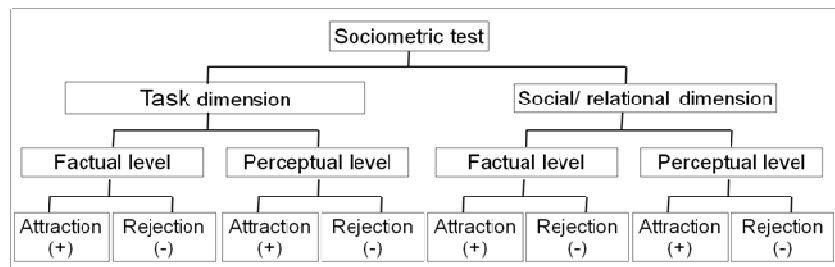 Sociometric test
Task dimension
Social/ relational dimension
Factual level
Perceptual level
Factual level
Perceptual level
Attraction
(+)
Rejection
(-)
Attraction
(+)
Rejection
(-)
Attraction
(+)
Rejection
(-)
Attraction
(+)
Rejection
(-)